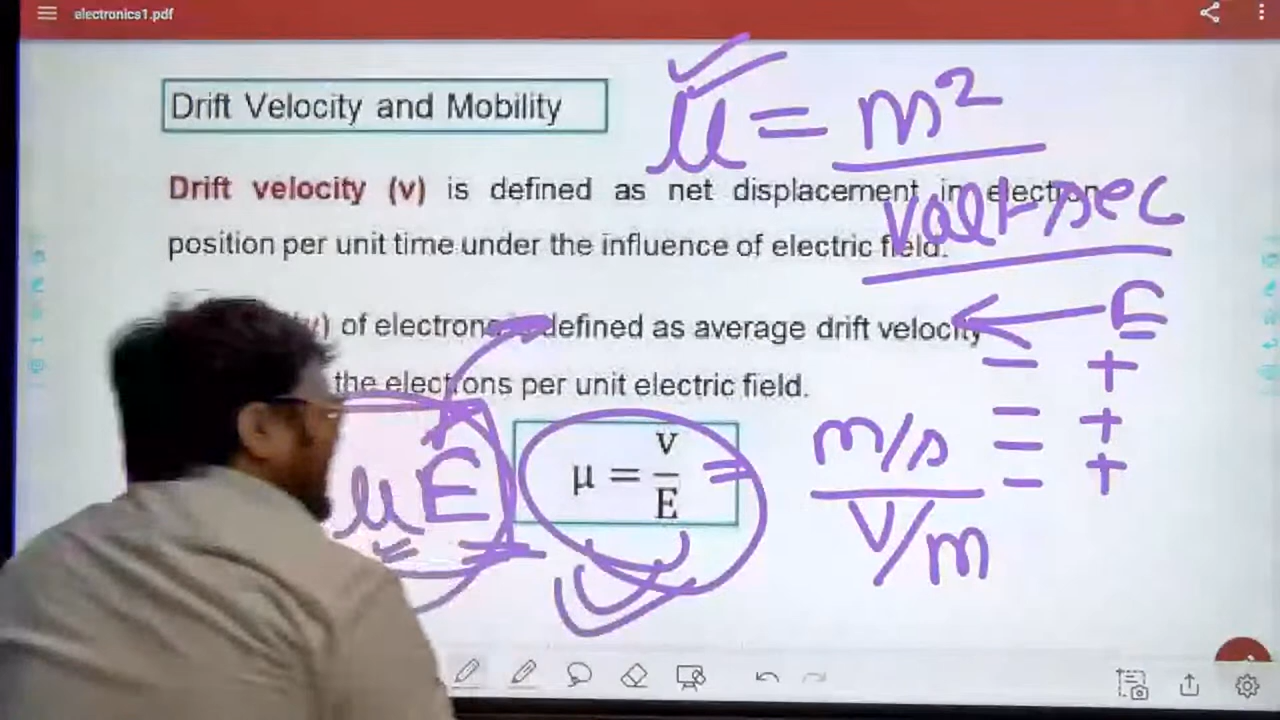 electronics1.pdf
Drift Velocity and Mobility
μ = m²
volt-sec
Drift velocity (v) is defined as net displacement in electron
position per unit time under the influence of electric field.
E
of electrons is defined as average drift velocity
the electrons per unit electric field.
- +
= +
- +
μE
μ = v
E
m/s
V/m